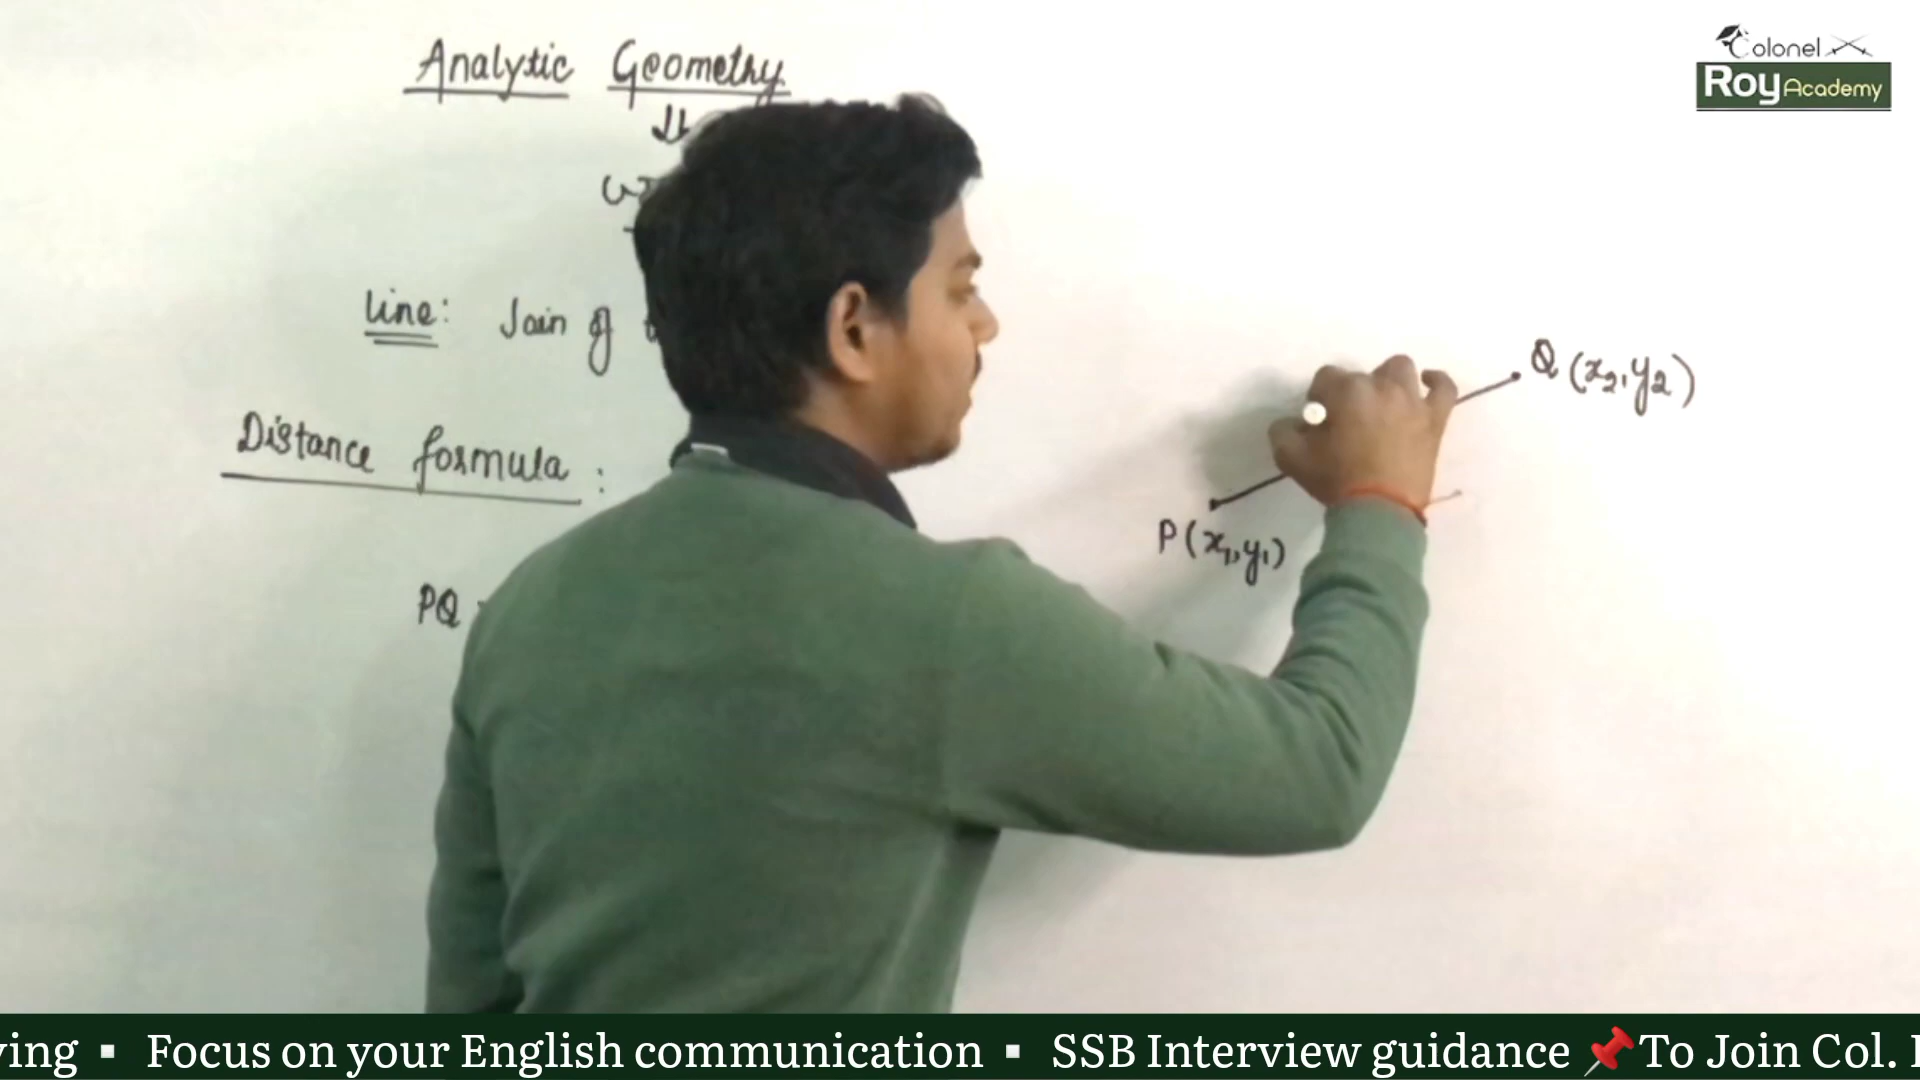 Analytic Geometry
line: Join of
Distance formula :
PQ
Q (x₂, y₂)
P (x₁, y₁)
Colonel
Roy Academy
Focus on your English communication ▪ SSB Interview guidance 📌To Join Col.